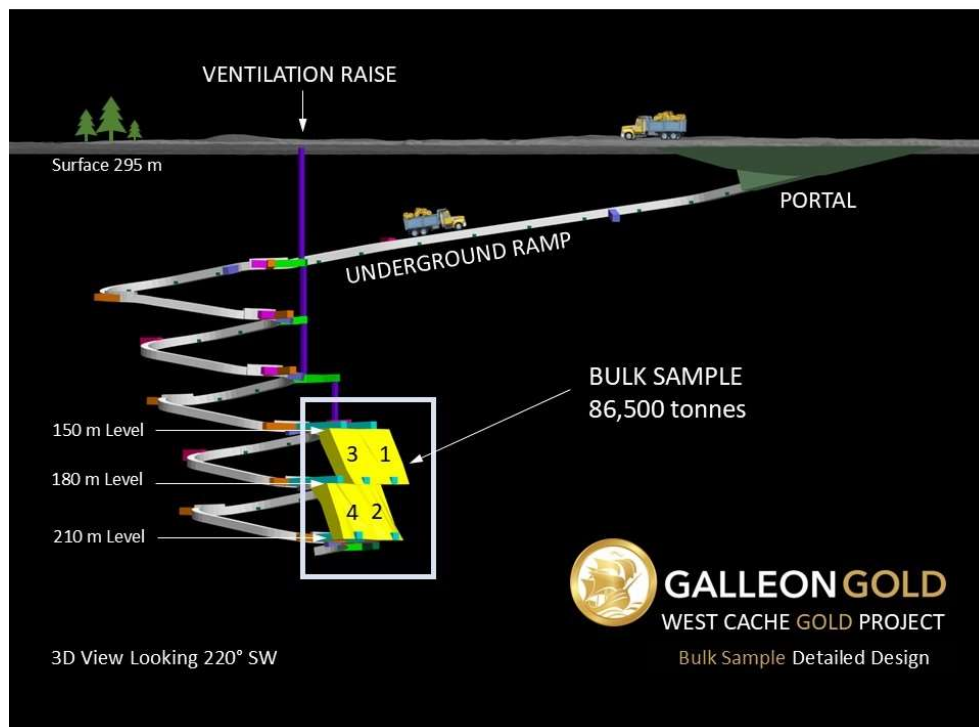 VENTILATION RAISE
Surface 295 m
PORTAL
UNDERGROUND RAMP
BULK SAMPLE
86,500 tonnes
150 m Level
3 1
180 m Level
4 2
210 m Level
GALLEON GOLD
WEST CACHE GOLD PROJECT
3D View Looking 220° SW
Bulk Sample Detailed Design